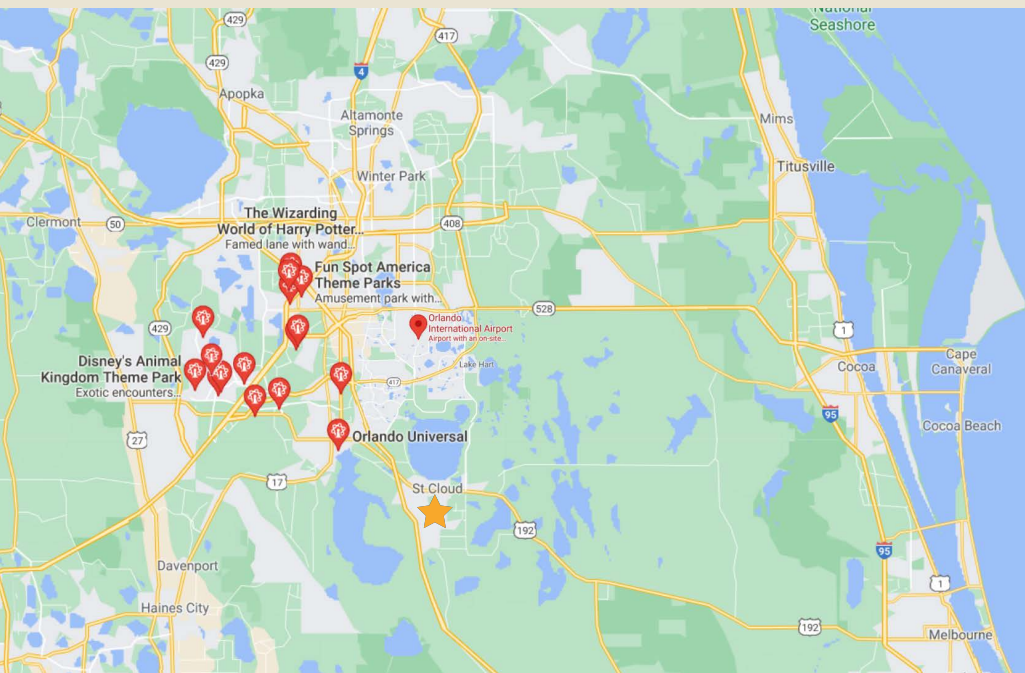 National
Seashore
429
417
429
4
Apopka
Altamonte
Springs
Mims
Titusville
Winter Park
Clermont
50
The Wizarding
World of Harry Potter...
Famed lane with wand...
408
Fun Spot America
Theme Parks
Amusement park with...
528
Orlando
International Airport
Airport with an on-site...
429
1
Disney's Animal
Kingdom Theme Park
Exotic encounters...
Lake Hart
417
Cocoa
Cape
Canaveral
95
Cocoa Beach
27
Orlando Universal
17
St Cloud
192
95
Davenport
1
Haines City
192
Melbourne